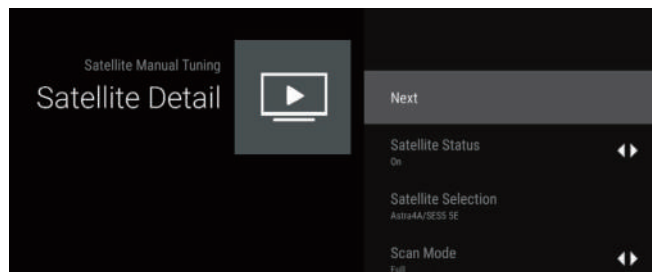 Satellite Manual Tuning
Satellite Detail
Next
Satellite Status
On
Satellite Selection
Astra4A/SES5 5E
Scan Mode
Full